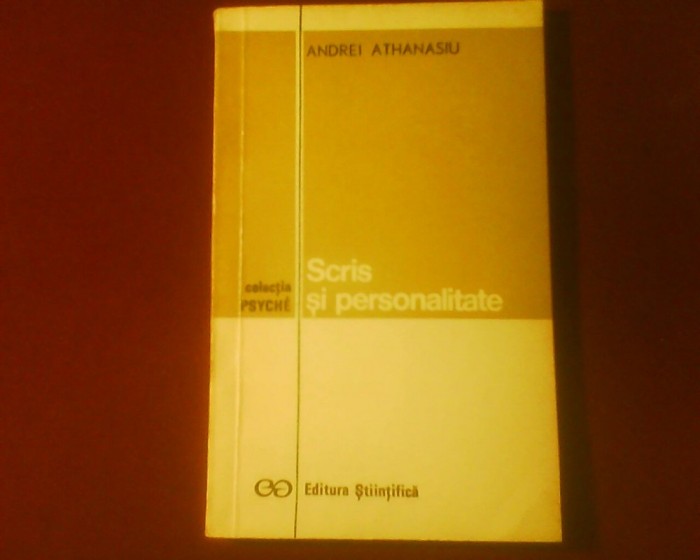 ANDREI ATHANASIU
Scris
și personalitate
colecția
PSYCHÉ
Editura Științifică